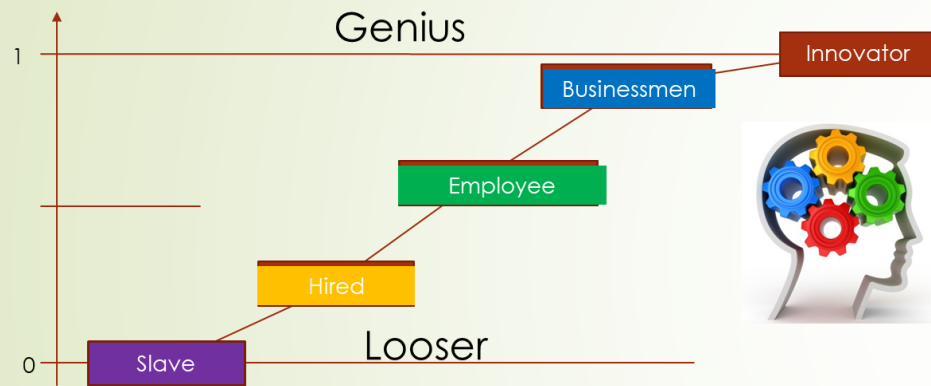 Genius
1
Innovator
Businessmen
Employee
Hired
Looser
0
Slave